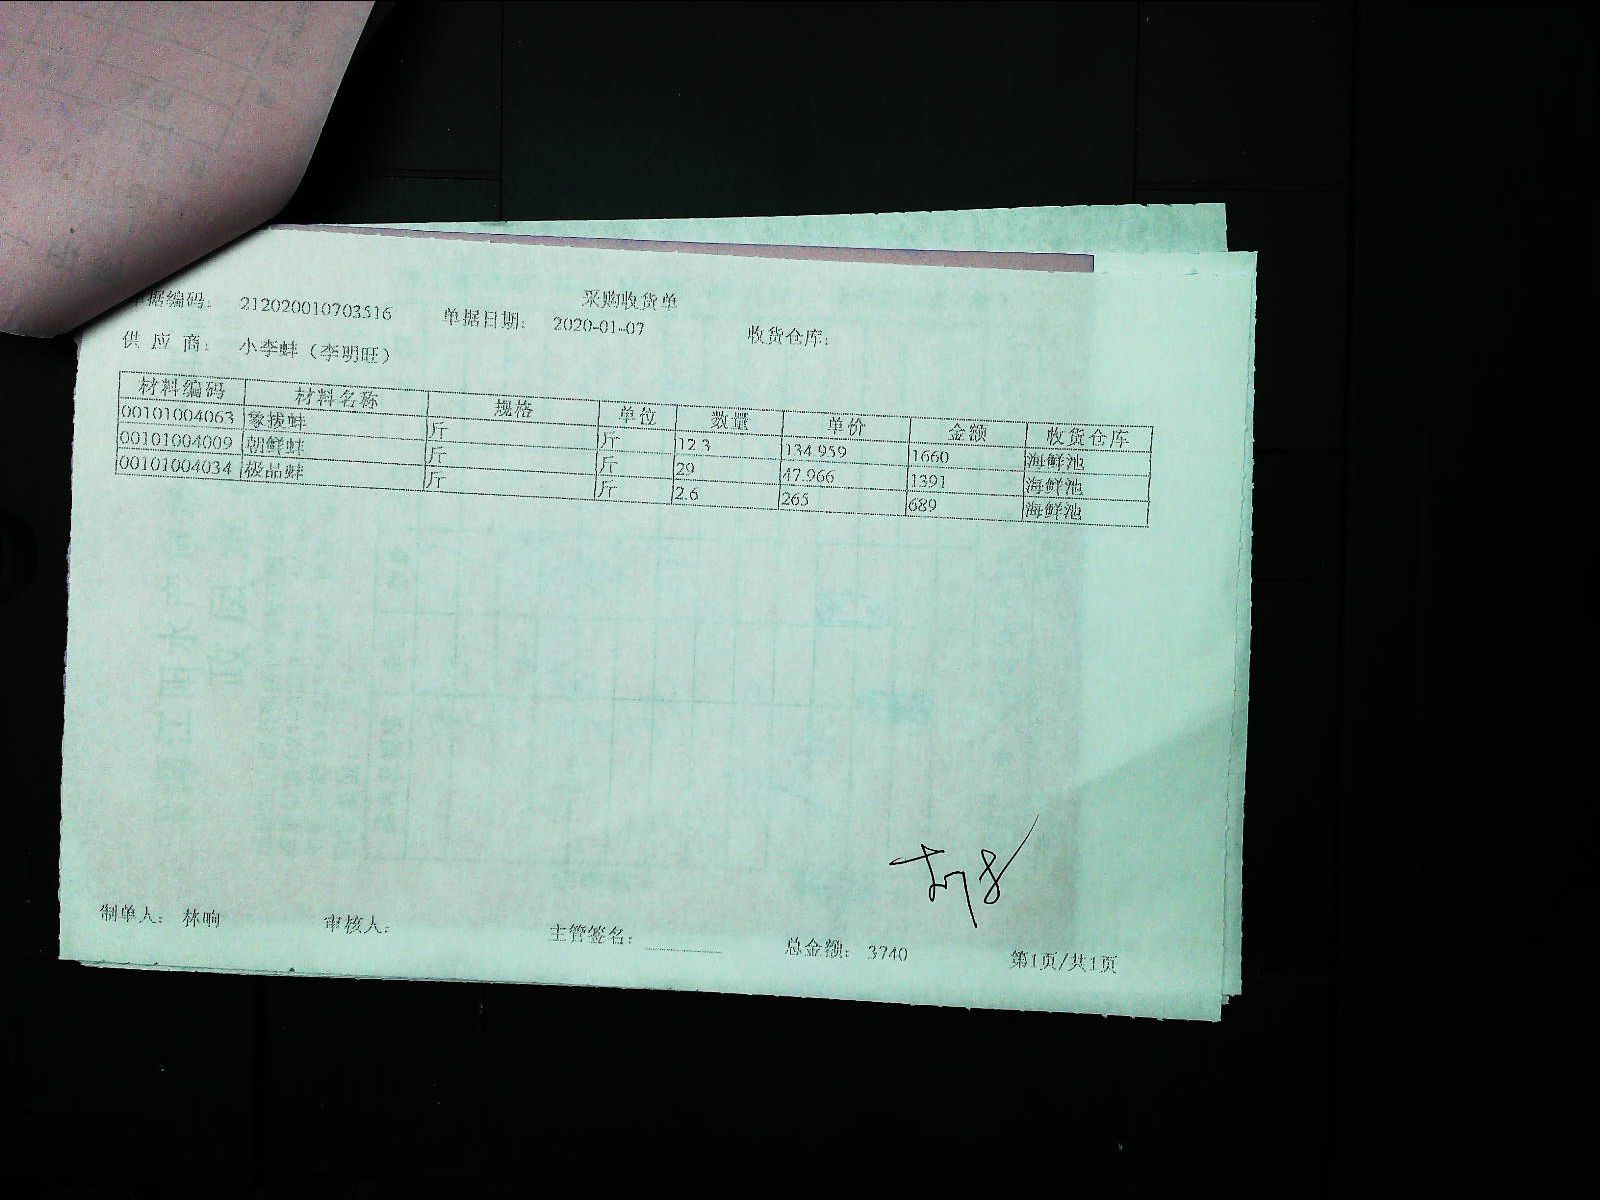 采购收货单
单据编码: 212020010703516 单据日期: 2020-01-07 收货仓库:
供 应 商: 小李蚌（李明旺）
材料编码 材料名称 规格 单位 数量 单价 金额 收货仓库
00101004063 象拔蚌 斤 斤 12.3 134.959 1660 海鲜池
00101004009 朝鲜蚌 斤 斤 29 47.966 1391 海鲜池
00101004034 极品蚌 斤 斤 2.6 265 689 海鲜池
制单人: 林响 审核人: 主管签名: 总金额: 3740 第1页/共1页